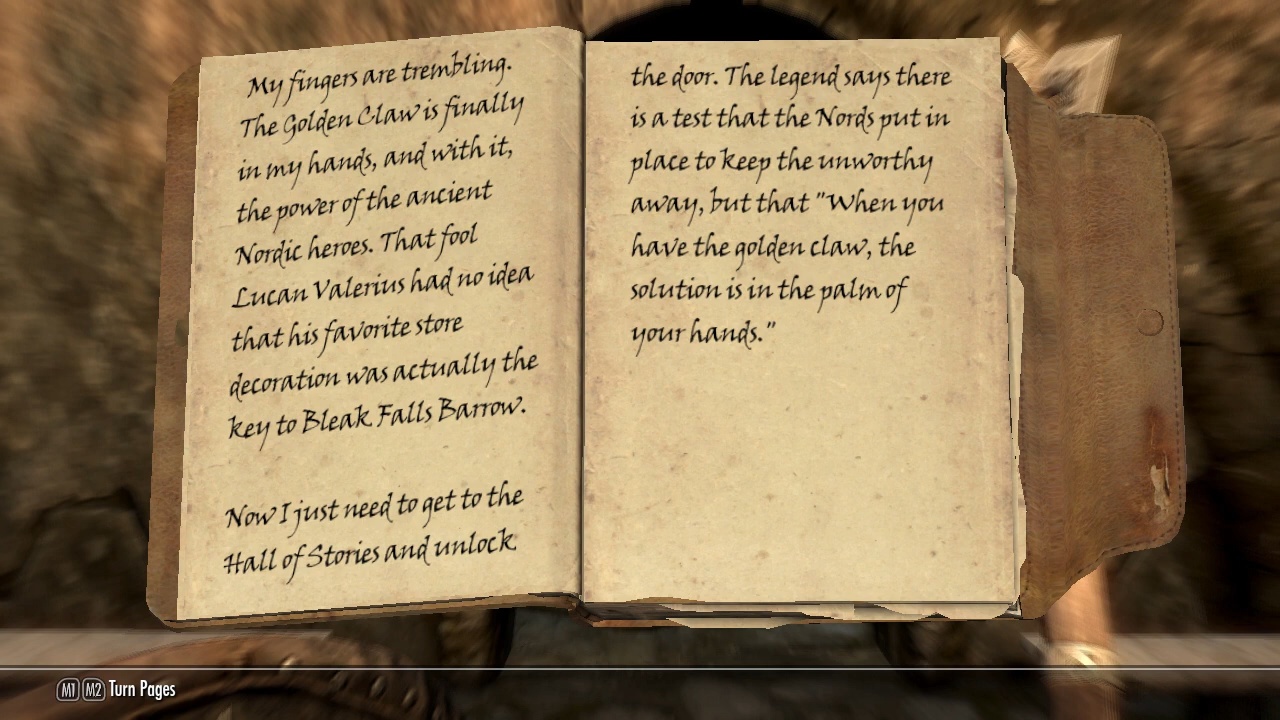 My fingers are trembling.
The Golden Claw is finally
in my hands, and with it,
the power of the ancient
Nordic heroes. That fool
Lucan Valerius had no idea
that his favorite store
decoration was actually the
key to Bleak Falls Barrow.
Now I just need to get to the
Hall of Stories and unlock
the door. The legend says there
is a test that the Nords put in
place to keep the unworthy
away, but that "When you
have the golden claw, the
solution is in the palm of
your hands."
M1 M2 Turn Pages